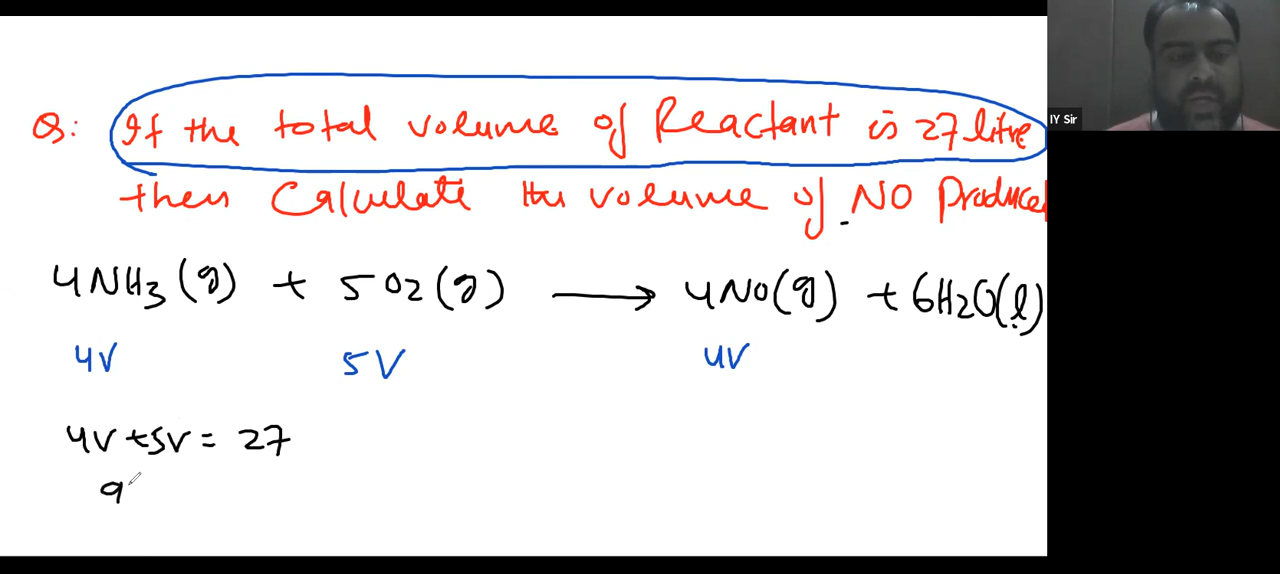 Q: If the total volume of Reactant is 27 litre
IY Sir
then Calculate the volume of NO Produced
4NH3(g) + 5O2(g) ⟶ 4NO(g) + 6H2O(l)
4V 5V 4V
4V+5V = 27
9